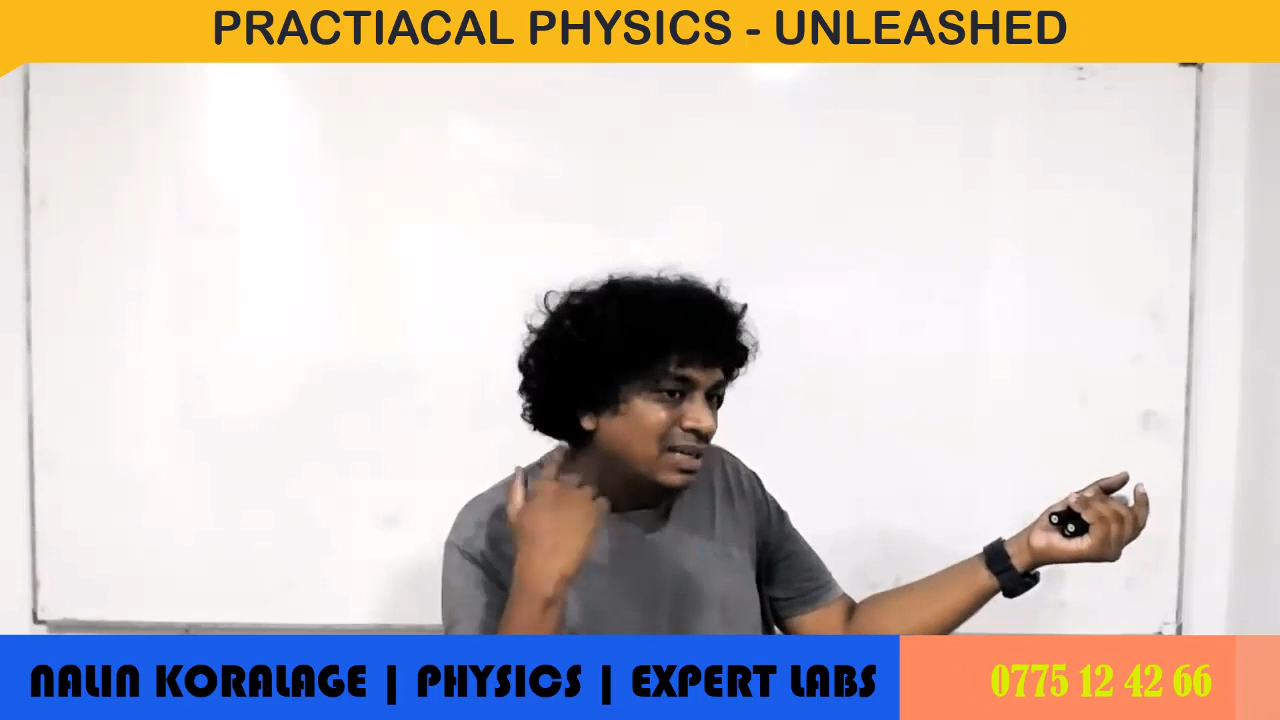 PRACTIACAL PHYSICS - UNLEASHED
NALIN KORALAGE | PHYSICS | EXPERT LABS
0775 12 42 66